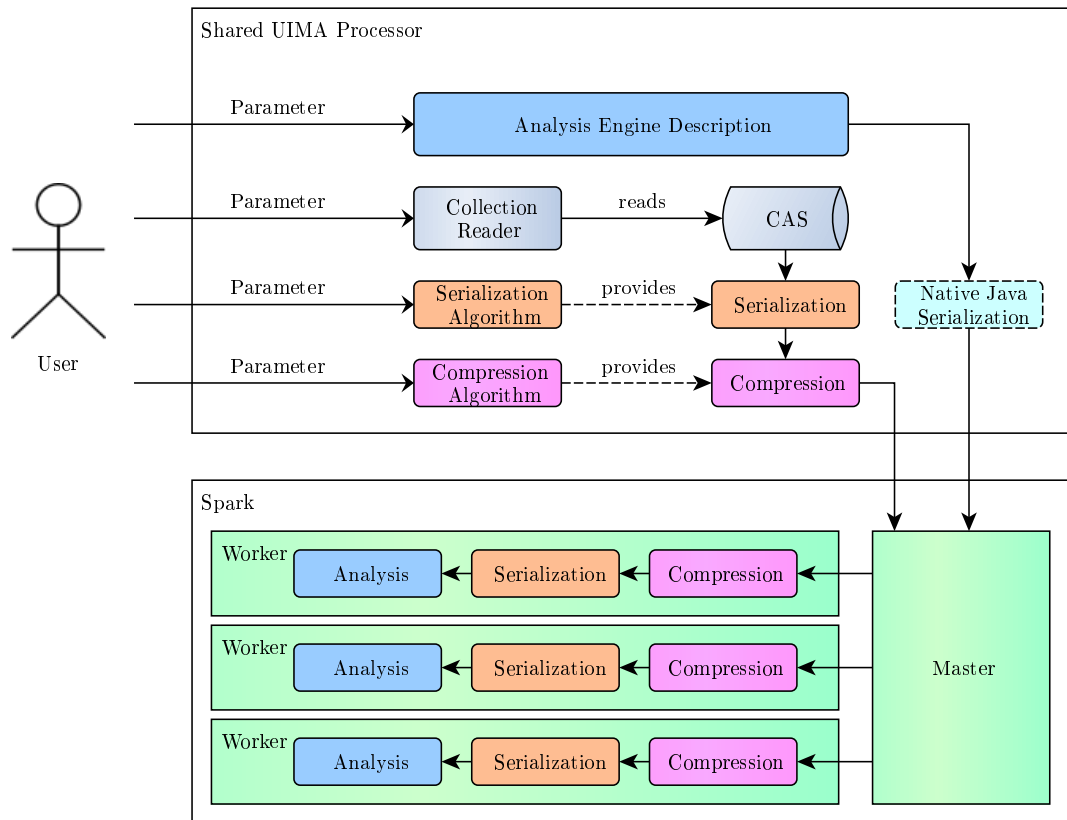 Shared UIMA Processor
Parameter
Analysis Engine Description
Parameter
Collection
Reader
reads
CAS
Parameter
Serialization
Algorithm
provides
Serialization
Native Java
Serialization
User
Parameter
Compression
Algorithm
provides
Compression
Spark
Worker
Analysis
Serialization
Compression
Worker
Analysis
Serialization
Compression
Master
Worker
Analysis
Serialization
Compression